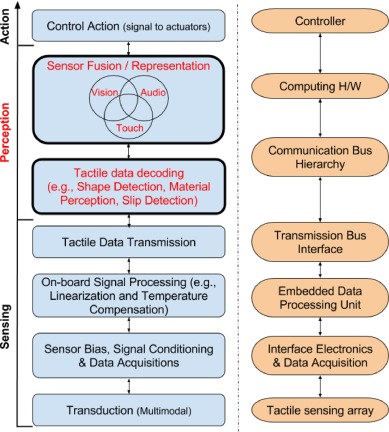 Action
Perception
Sensing
Control Action (signal to actuators)
Sensor Fusion / Representation
Vision
Audio
Touch
Tactile data decoding
(e.g., Shape Detection, Material
Perception, Slip Detection)
Tactile Data Transmission
On-board Signal Processing (e.g.,
Linearization and Temperature
Compensation)
Sensor Bias, Signal Conditioning
& Data Acquisitions
Transduction (Multimodal)
Controller
Computing H/W
Communication Bus
Hierarchy
Transmission Bus
Interface
Embedded Data
Processing Unit
Interface Electronics
& Data Acquisition
Tactile sensing array